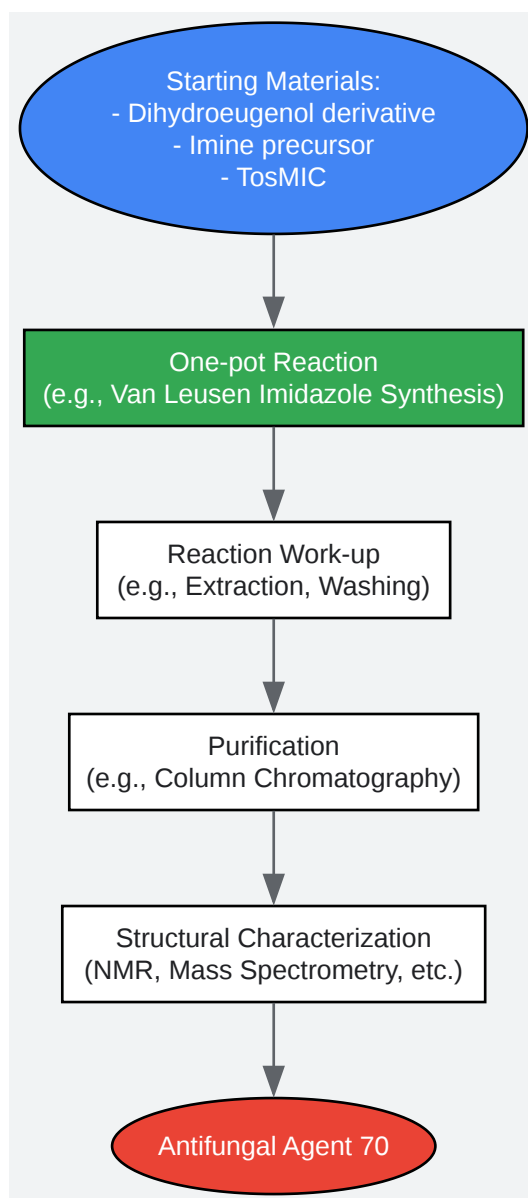 Starting Materials:
- Dihydroeugenol derivative
- Imine precursor
- TosMIC
One-pot Reaction
(e.g., Van Leusen Imidazole Synthesis)
Reaction Work-up
(e.g., Extraction, Washing)
Purification
(e.g., Column Chromatography)
Structural Characterization
(NMR, Mass Spectrometry, etc.)
Antifungal Agent 70